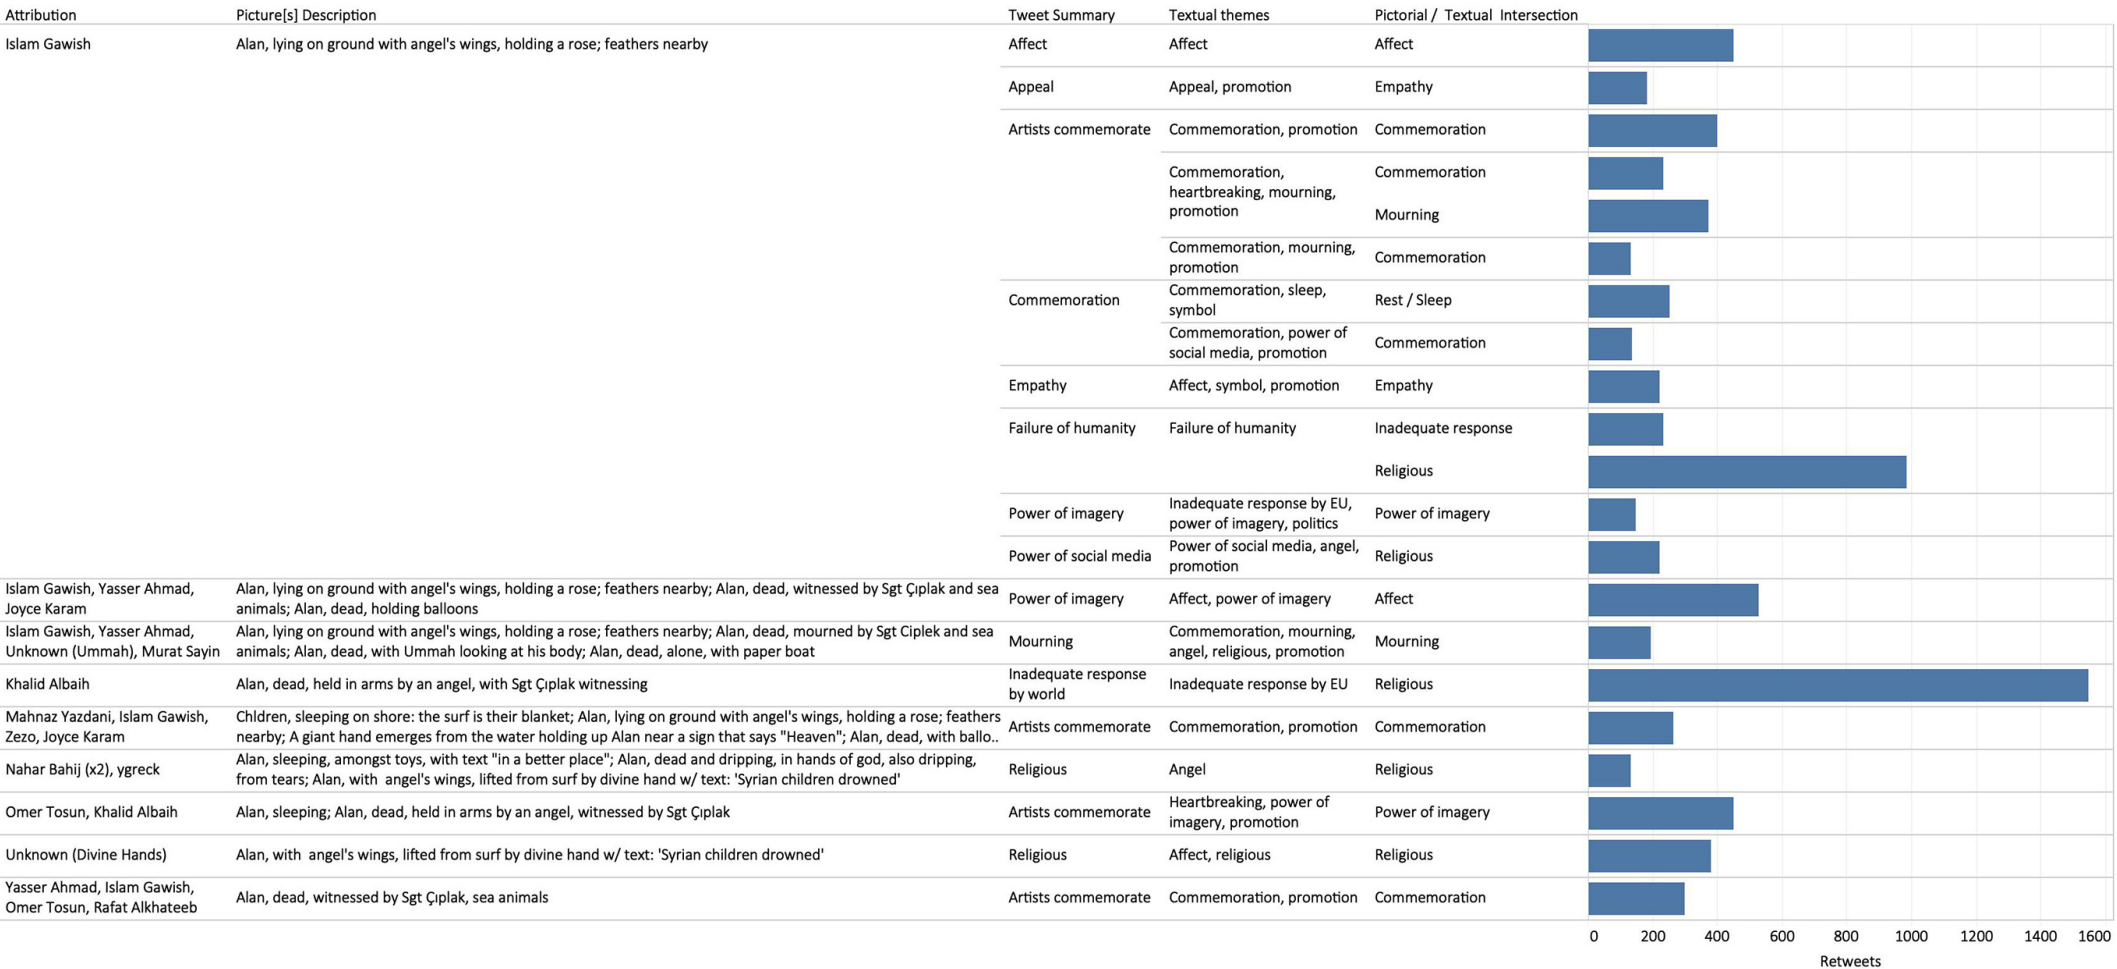 Attribution Picture[s] Description Tweet Summary Textual themes Pictorial / Textual Intersection
Islam Gawish Alan, lying on ground with angel's wings, holding a rose; feathers nearby Affect Affect Affect
Appeal Appeal, promotion Empathy
Artists commemorate Commemoration, promotion Commemoration
Commemoration,
heartbreaking, mourning,
promotion
Commemoration
Mourning
Commemoration, mourning,
promotion
Commemoration
Commemoration
Commemoration, sleep,
symbol
Rest / Sleep
Commemoration, power of
social media, promotion
Commemoration
Empathy Affect, symbol, promotion Empathy
Failure of humanity Failure of humanity Inadequate response
Religious
Power of imagery
Inadequate response by EU,
power of imagery, politics
Power of imagery
Power of social media
Power of social media, angel,
promotion
Religious
Islam Gawish, Yasser Ahmad,
Joyce Karam
Alan, lying on ground with angel's wings, holding a rose; feathers nearby; Alan, dead, witnessed by Sgt Çıplak and sea
animals; Alan, dead, holding balloons
Power of imagery Affect, power of imagery Affect
Islam Gawish, Yasser Ahmad,
Unknown (Ummah), Murat Sayin
Alan, lying on ground with angel's wings, holding a rose; feathers nearby; Alan, dead, mourned by Sgt Ciplek and sea
animals; Alan, dead, with Ummah looking at his body; Alan, dead, alone, with paper boat
Mourning
Commemoration, mourning,
angel, religious, promotion
Mourning
Khalid Albaih Alan, dead, held in arms by an angel, with Sgt Çıplak witnessing
Inadequate response
by world
Inadequate response by EU Religious
Mahnaz Yazdani, Islam Gawish,
Zezo, Joyce Karam
Chldren, sleeping on shore: the surf is their blanket; Alan, lying on ground with angel's wings, holding a rose; feathers
nearby; A giant hand emerges from the water holding up Alan near a sign that says "Heaven"; Alan, dead, with ballo..
Artists commemorate Commemoration, promotion Commemoration
Nahar Bahij (x2), ygreck
Alan, sleeping, amongst toys, with text "in a better place"; Alan, dead and dripping, in hands of god, also dripping,
from tears; Alan, with angel's wings, lifted from surf by divine hand w/ text: 'Syrian children drowned'
Religious Angel Religious
Omer Tosun, Khalid Albaih Alan, sleeping; Alan, dead, held in arms by an angel, witnessed by Sgt Çıplak Artists commemorate
Heartbreaking, power of
imagery, promotion
Power of imagery
Unknown (Divine Hands) Alan, with angel's wings, lifted from surf by divine hand w/ text: 'Syrian children drowned' Religious Affect, religious Religious
Yasser Ahmad, Islam Gawish,
Omer Tosun, Rafat Alkhateeb
Alan, dead, witnessed by Sgt Çıplak, sea animals Artists commemorate Commemoration, promotion Commemoration
0 200 400 600 800 1000 1200 1400 1600
Retweets